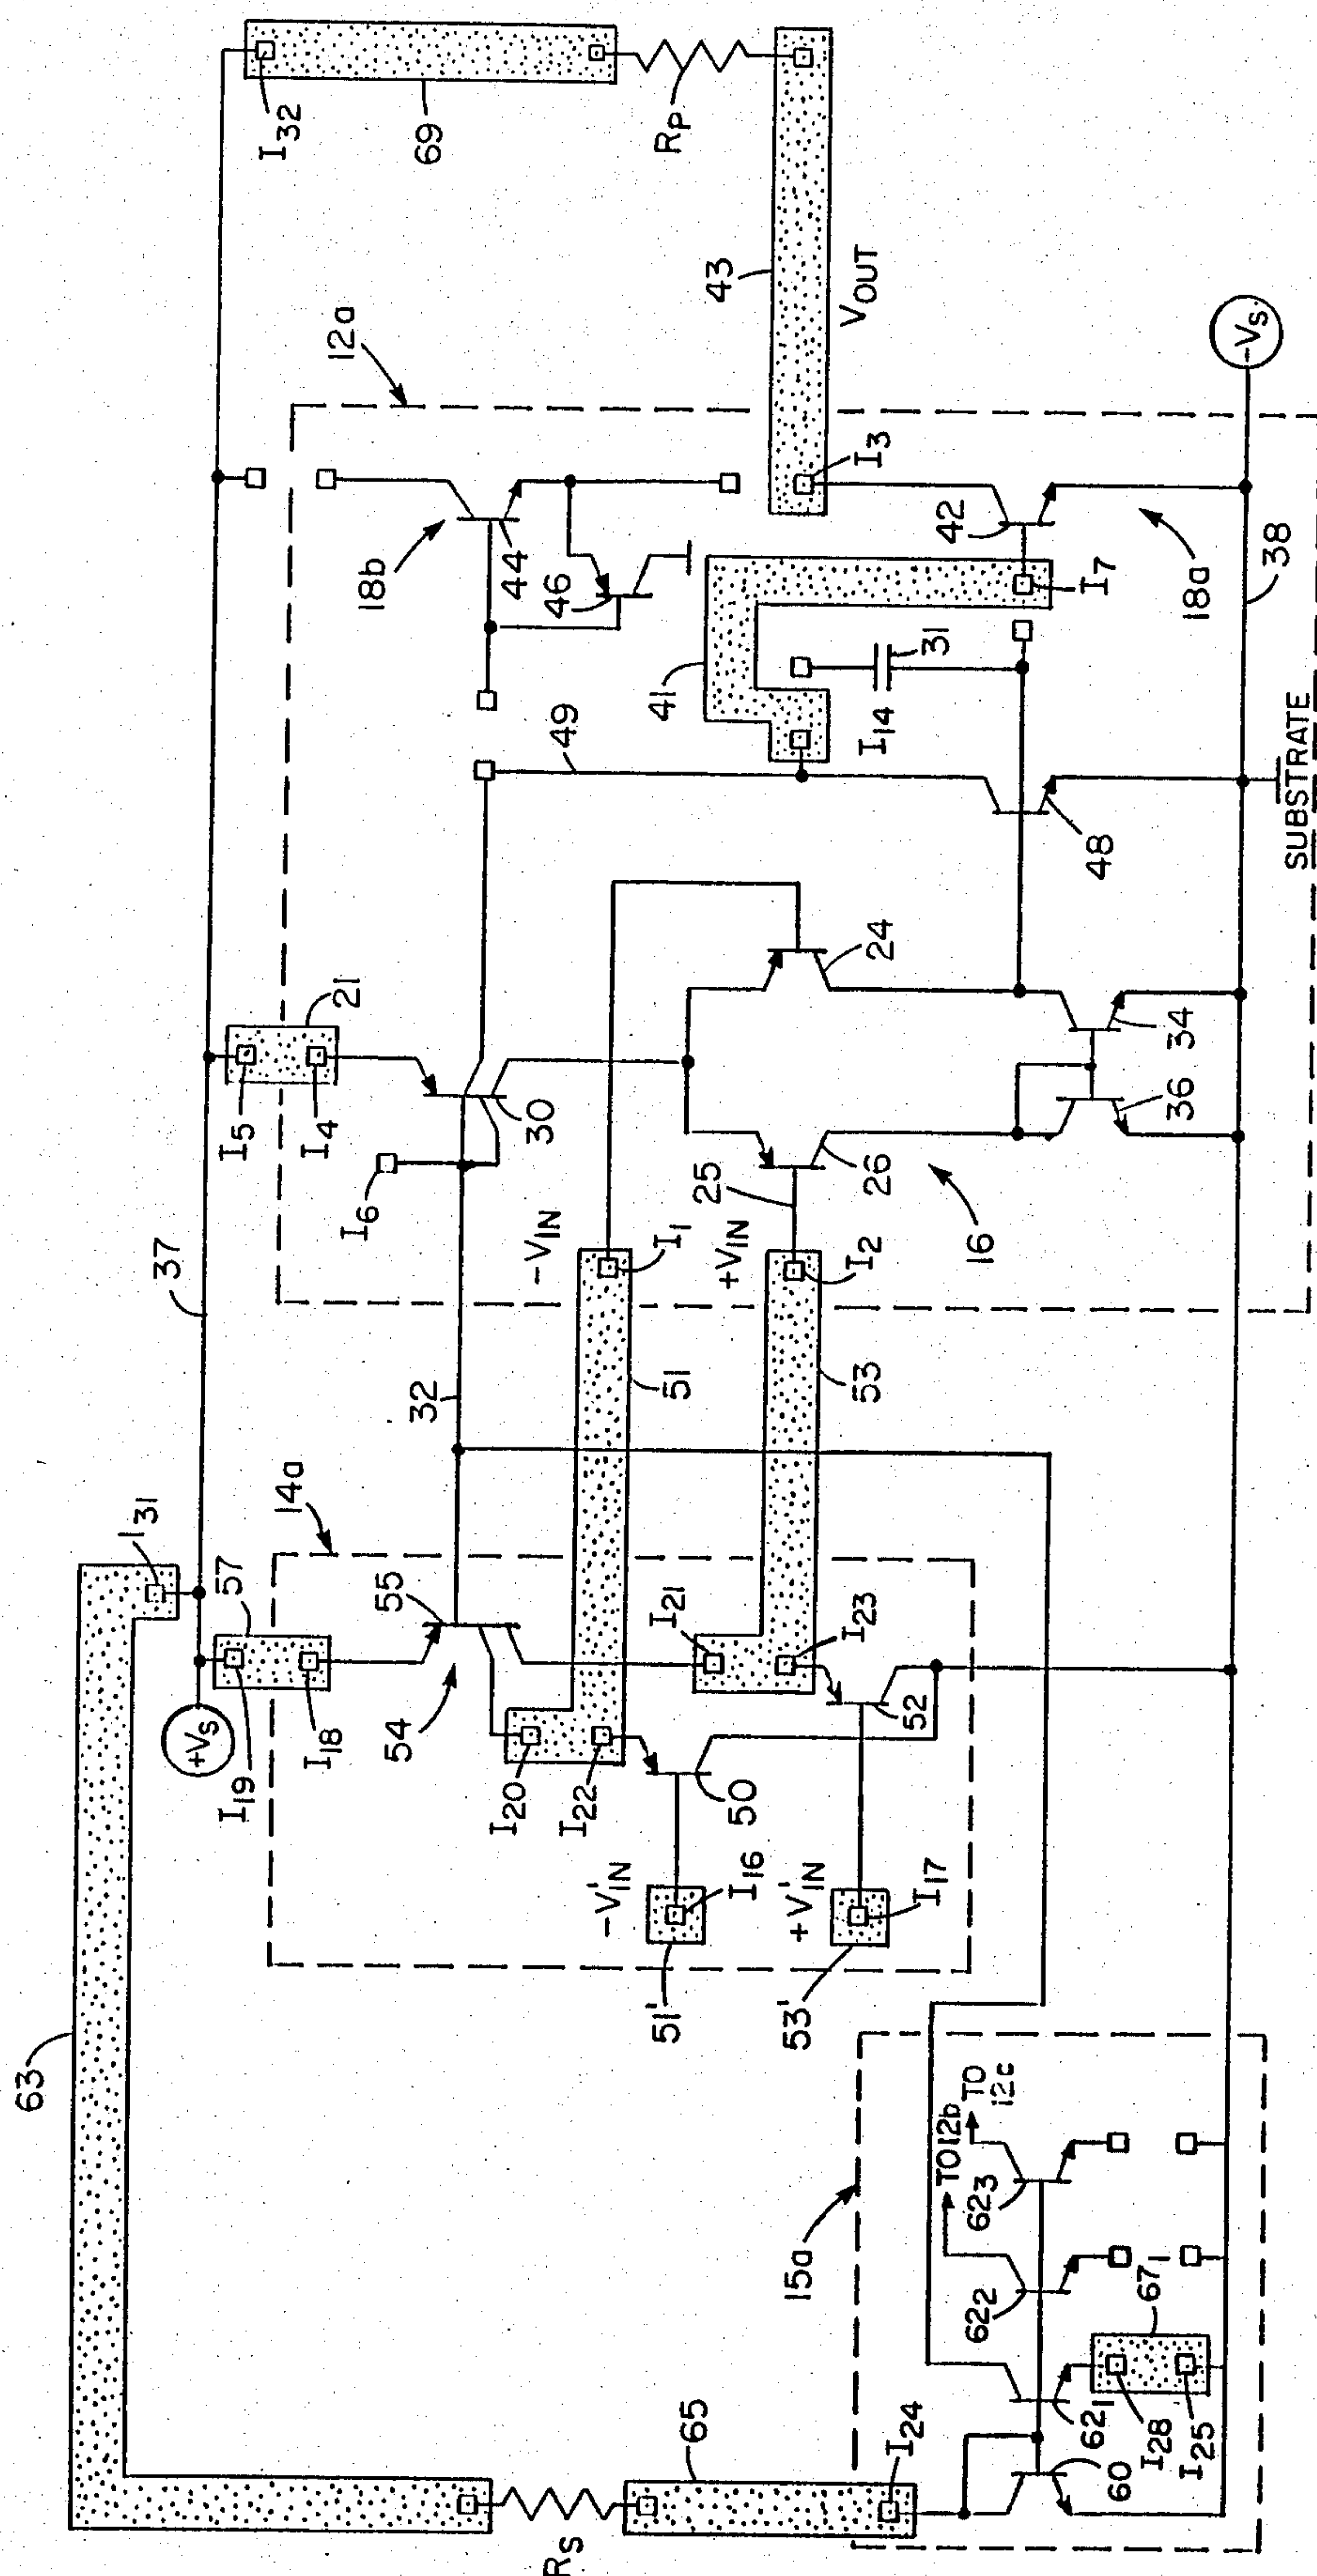 63
I31
37
+Vs
I19
57
I18
14a
I5
21
I4
12a
I32
69
RP
43
VOUT
54
55
32
I6
30
-VIN
I1
51
18b
44
46
49
41
I14
31
I3
42
I7
18a
I20
I22
50
I21
I23
52
-V'IN
I16
51'
+V'IN
I17
53'
+VIN
I2
53
25
26
16
24
34
36
48
38
-Vs
SUBSTRATE
15a
TO 12b
TO 12c
RS
65
I24
60
621
622
623
I28
I25
671